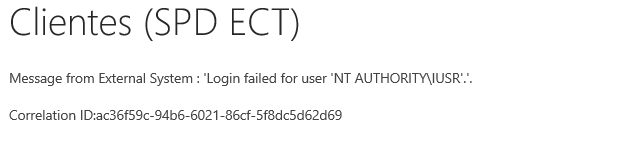 Clientes (SPD ECT)
Message from External System : 'Login failed for user 'NT AUTHORITY\IUSR'.'.
Correlation ID:ac36f59c-94b6-6021-86cf-5f8dc5d62d69